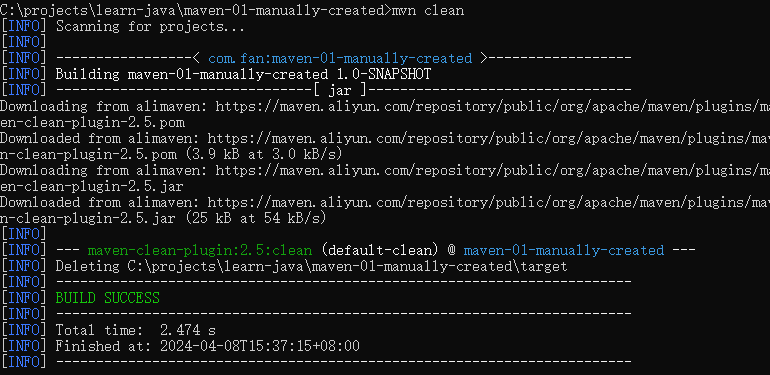 C:\projects\learn-java\maven-01-manually-created>mvn clean
[INFO] Scanning for projects...
[INFO]
[INFO] -----------------< com.fan:maven-01-manually-created >------------------
[INFO] Building maven-01-manually-created 1.0-SNAPSHOT
[INFO] --------------------------------[ jar ]---------------------------------
Downloading from alimaven: https://maven.aliyun.com/repository/public/org/apache/maven/plugins/ma
en-clean-plugin-2.5.pom
Downloaded from alimaven: https://maven.aliyun.com/repository/public/org/apache/maven/plugins/mav
n-clean-plugin-2.5.pom (3.9 kB at 3.0 kB/s)
Downloading from alimaven: https://maven.aliyun.com/repository/public/org/apache/maven/plugins/ma
en-clean-plugin-2.5.jar
Downloaded from alimaven: https://maven.aliyun.com/repository/public/org/apache/maven/plugins/mav
n-clean-plugin-2.5.jar (25 kB at 54 kB/s)
[INFO]
[INFO] --- maven-clean-plugin:2.5:clean (default-clean) @ maven-01-manually-created ---
[INFO] Deleting C:\projects\learn-java\maven-01-manually-created\target
[INFO] ------------------------------------------------------------------------
[INFO] BUILD SUCCESS
[INFO] ------------------------------------------------------------------------
[INFO] Total time:  2.474 s
[INFO] Finished at: 2024-04-08T15:37:15+08:00
[INFO] ------------------------------------------------------------------------